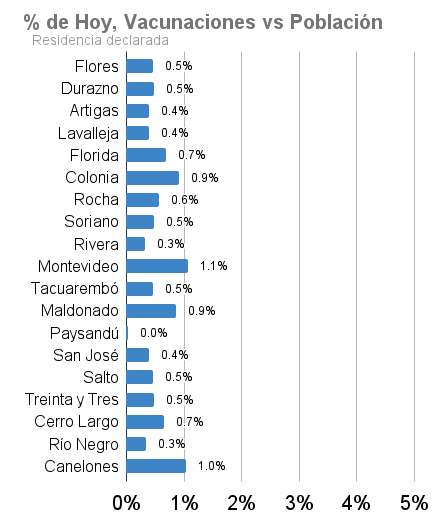 % de Hoy, Vacunaciones vs Población
Residencia declarada
Flores 0.5%
Durazno 0.5%
Artigas 0.4%
Lavalleja 0.4%
Florida 0.7%
Colonia 0.9%
Rocha 0.6%
Soriano 0.5%
Rivera 0.3%
Montevideo 1.1%
Tacuarembó 0.5%
Maldonado 0.9%
Paysandú 0.0%
San José 0.4%
Salto 0.5%
Treinta y Tres 0.5%
Cerro Largo 0.7%
Río Negro 0.3%
Canelones 1.0%
0% 1% 2% 3% 4% 5%